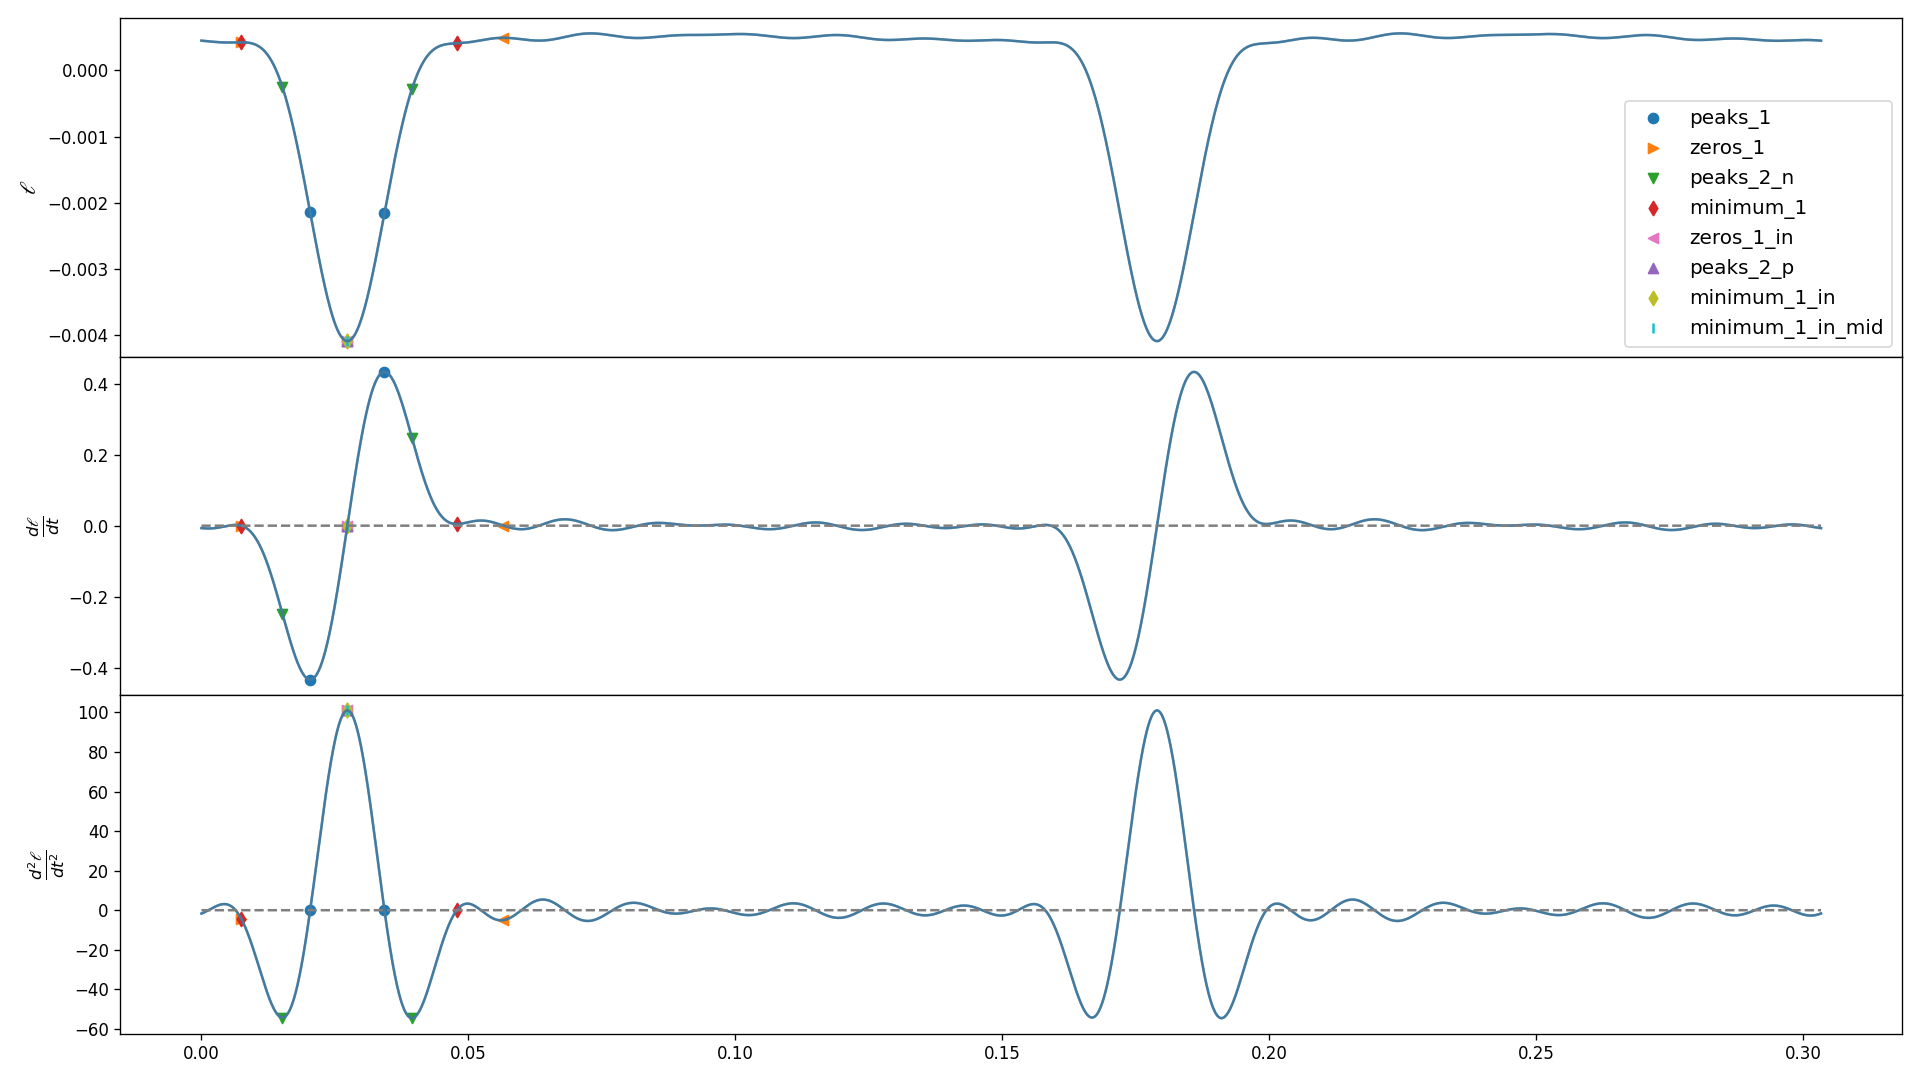 0.000
−0.001
−0.002
−0.003
−0.004
ℓ
peaks_1
zeros_1
peaks_2_n
minimum_1
zeros_1_in
peaks_2_p
minimum_1_in
minimum_1_in_mid
0.4
0.2
0.0
−0.2
−0.4
dℓ/dt
100
80
60
40
20
0
−20
−40
−60
d²ℓ/dt²
0.00 0.05 0.10 0.15 0.20 0.25 0.30